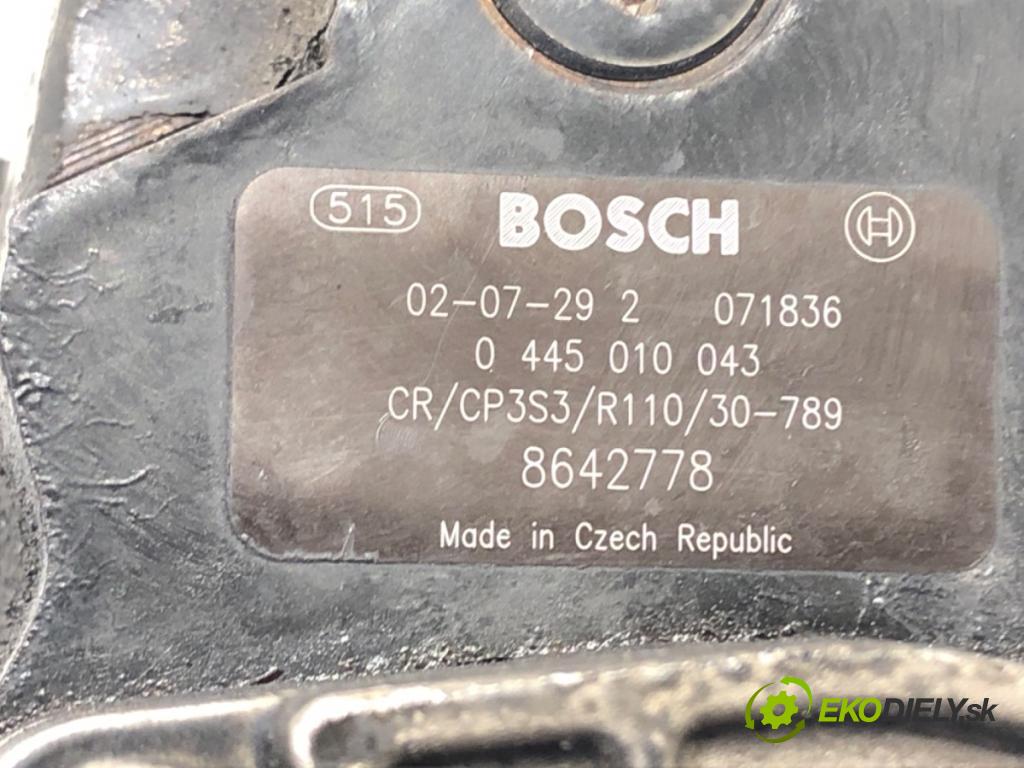 515 BOSCH
02-07-29 2 071836
0 445 010 043
CR/CP3S3/R110/30-789
8642778
Made in Czech Republic
EKODIELY.sk